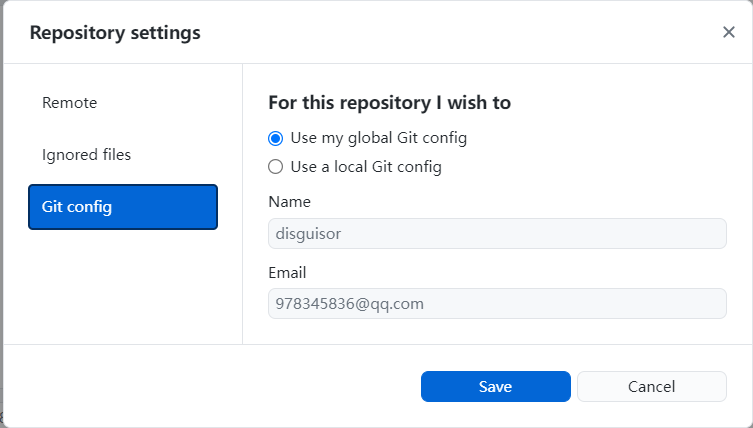 Repository settings
Remote
Ignored files
Git config
For this repository I wish to
Use my global Git config
Use a local Git config
Name
disguisor
Email
978345836@qq.com
Save
Cancel